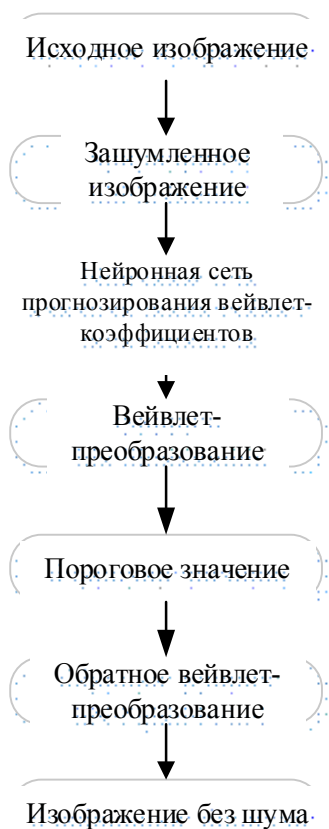 Исходное изображение
Зашумленное
изображение
Нейронная сеть
прогнозирования вейвлет-
коэффициентов
Вейвлет-
преобразование
Пороговое значение
Обратное вейвлет-
преобразование
Изображение без шума